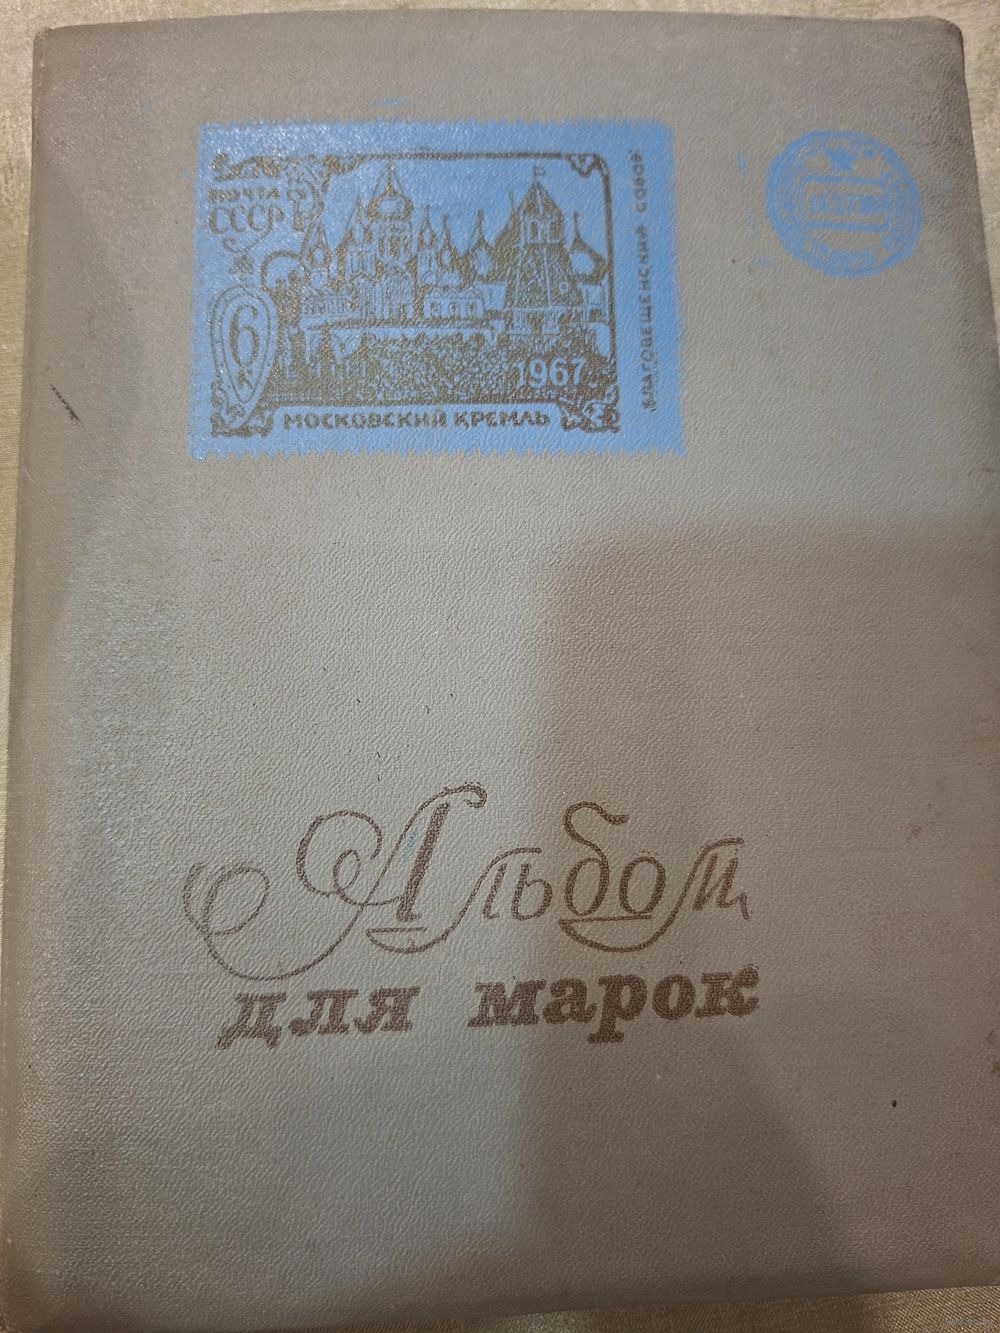 ПОЧТА
СССР
6
1967
МОСКОВСКИЙ КРЕМЛЬ
БЛАГОВЕЩЕНСКИЙ СОБОР
Альбом
для марок